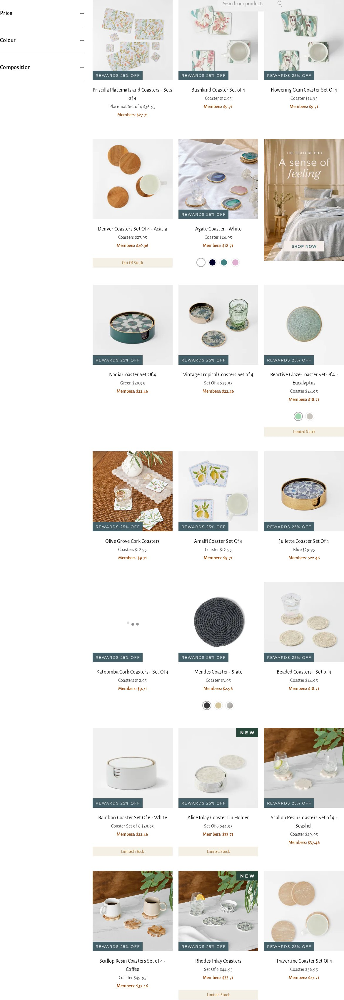 Search our products
Price
Colour
Composition
REWARDS 25% OFF
REWARDS 25% OFF
REWARDS 25% OFF
Priscilla Placemats and Coasters - Sets
of 4
Placemat Set of 4 $36.95
Members: $27.71
Bushland Coaster Set of 4
Coaster $12.95
Members: $9.71
Flowering Gum Coaster Set Of 4
Coaster $12.95
Members: $9.71
Denver Coasters Set Of 4 - Acacia
Coasters $27.95
Members: $20.96
Out Of Stock
REWARDS 25% OFF
Agate Coaster - White
Coaster $24.95
Members: $18.71
THE TEXTURE EDIT
A sense of
feeling
SHOP NOW
REWARDS 25% OFF
Nadia Coaster Set Of 4
Green $29.95
Members: $22.46
REWARDS 25% OFF
Vintage Tropical Coasters Set of 4
Set Of 4 $29.95
Members: $22.46
REWARDS 25% OFF
Reactive Glaze Coaster Set Of 4 -
Eucalyptus
Coaster $24.95
Members: $18.71
Limited Stock
REWARDS 25% OFF
Olive Grove Cork Coasters
Coasters $12.95
Members: $9.71
REWARDS 25% OFF
Amalfi Coaster Set Of 4
Coaster $12.95
Members: $9.71
REWARDS 25% OFF
Juliette Coaster Set Of 4
Blue $29.95
Members: $22.46
REWARDS 25% OFF
Katoomba Cork Coasters - Set Of 4
Coasters $12.95
Members: $9.71
REWARDS 25% OFF
Mendes Coaster - Slate
Coaster $3.95
Members: $2.96
REWARDS 25% OFF
Beaded Coasters - Set of 4
Coaster $24.95
Members: $18.71
REWARDS 25% OFF
Bamboo Coaster Set Of 6 - White
Coaster Set of 6 $29.95
Members: $22.46
Limited Stock
NEW
REWARDS 25% OFF
Alice Inlay Coasters in Holder
Set Of 6 $44.95
Members: $33.71
Limited Stock
REWARDS 25% OFF
Scallop Resin Coasters Set of 4 -
Seashell
Coaster $49.95
Members: $37.46
REWARDS 25% OFF
Scallop Resin Coasters Set of 4 -
Coffee
Coaster $49.95
Members: $37.46
NEW
REWARDS 25% OFF
Rhodes Inlay Coasters
Set Of 6 $44.95
Members: $33.71
Limited Stock
REWARDS 25% OFF
Travertine Coaster Set Of 4
Coaster $36.95
Members: $27.71